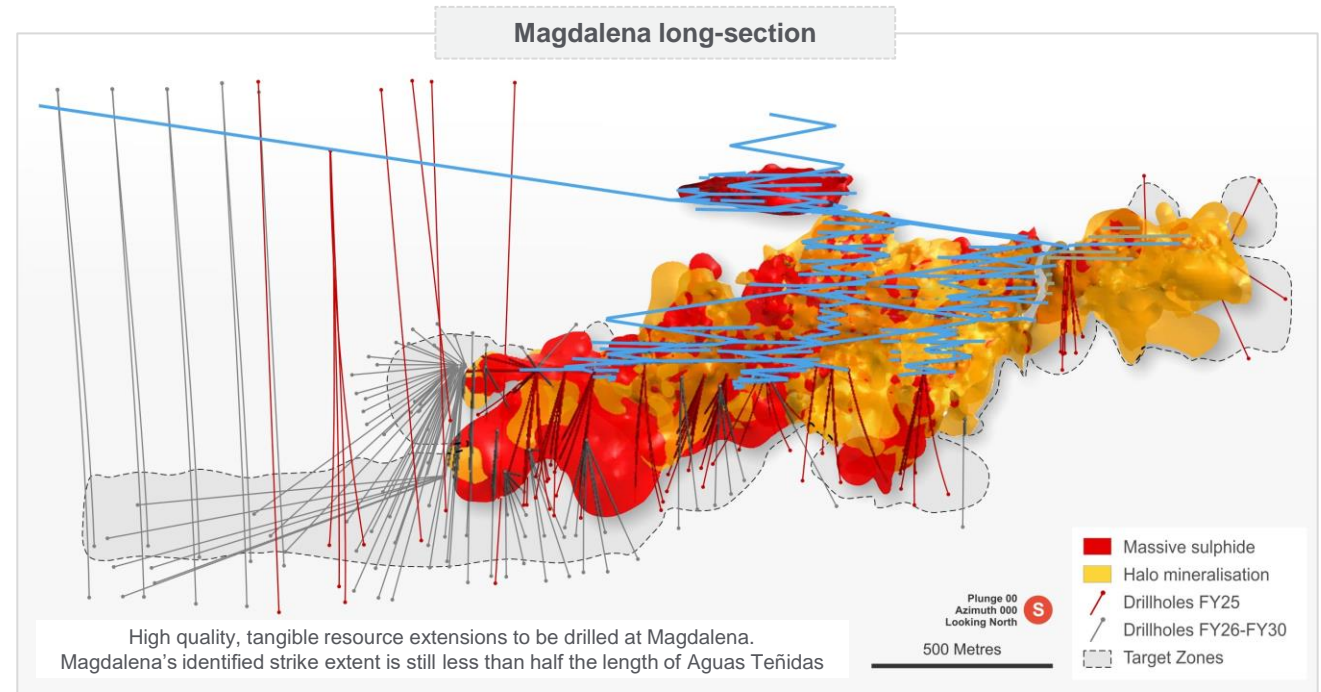 Magdalena long-section
Massive sulphide
Halo mineralisation
Drillholes FY25
Drillholes FY26-FY30
Target Zones
Plunge 00
Azimuth 000
Looking North
S
500 Metres
High quality, tangible resource extensions to be drilled at Magdalena.
Magdalena's identified strike extent is still less than half the length of Aguas Teñidas